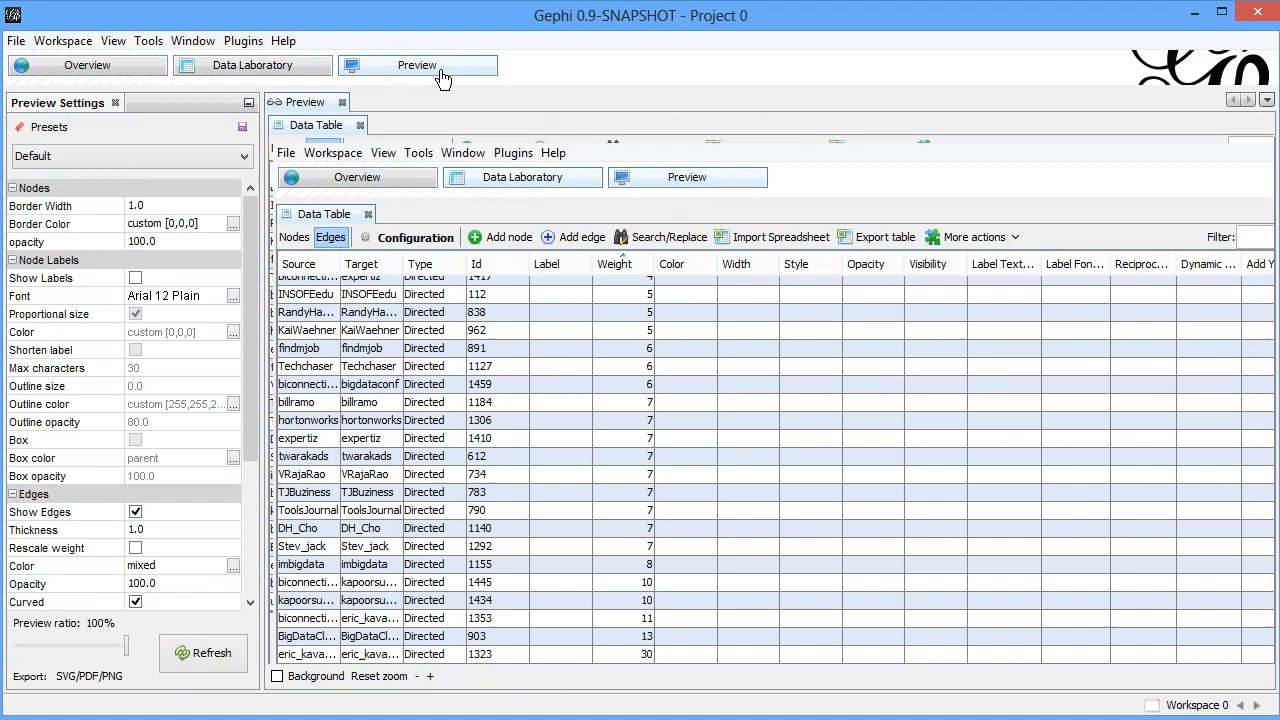 Gephi 0.9-SNAPSHOT - Project 0
File Workspace View Tools Window Plugins Help
Overview Data Laboratory Preview
Preview Settings
Presets
Default
Nodes
Border Width 1.0
Border Color custom [0,0,0] ...
opacity 100.0
Node Labels
Show Labels
Font Arial 12 Plain ...
Proportional size
Color custom [0,0,0] ...
Shorten label
Max characters 30
Outline size 0.0
Outline color custom [255,255,2... ...
Outline opacity 80.0
Box
Box color parent ...
Box opacity 100.0
Edges
Show Edges
Thickness 1.0
Rescale weight
Color mixed ...
Opacity 100.0
Curved
Preview ratio: 100%
Refresh
Export: SVG/PDF/PNG
Preview
Data Table
File Workspace View Tools Window Plugins Help
Overview Data Laboratory Preview
Data Table
Nodes Edges Configuration Add node Add edge Search/Replace Import Spreadsheet Export table More actions Filter:
Source Target Type Id Label Weight Color Width Style Opacity Visibility Label Text... Label Fon... Reciproc... Dynamic ... Add Y
biconnecti... expertiz Directed 1417 4
INSOFEedu INSOFEedu Directed 112 5
RandyHa... RandyHa... Directed 838 5
KaiWaehner KaiWaehner Directed 962 5
findmjob findmjob Directed 891 6
Techchaser Techchaser Directed 1127 6
biconnecti... bigdataconf Directed 1459 6
billramo billramo Directed 1184 7
hortonworks hortonworks Directed 1306 7
expertiz expertiz Directed 1410 7
twarakads twarakads Directed 612 7
VRajaRao VRajaRao Directed 734 7
TJBuziness TJBuziness Directed 783 7
ToolsJournal ToolsJournal Directed 790 7
DH_Cho DH_Cho Directed 1140 7
Stev_jack Stev_jack Directed 1292 7
imbigdata imbigdata Directed 1155 8
biconnecti... kapoorsu... Directed 1445 10
kapoorsu... kapoorsu... Directed 1434 10
biconnecti... eric_kava... Directed 1353 11
BigDataCl... BigDataCl... Directed 903 13
eric_kava... eric_kava... Directed 1323 30
Background Reset zoom - +
Workspace 0